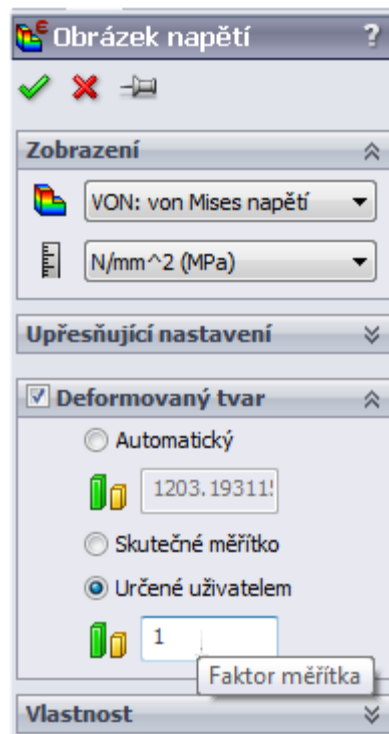 Obrázek napětí ?
Zobrazení
VON: von Mises napětí
N/mm^2 (MPa)
Upřesňující nastavení
Deformovaný tvar
Automatický
1203.19311
Skutečné měřítko
Určené uživatelem
1
Faktor měřítka
Vlastnost